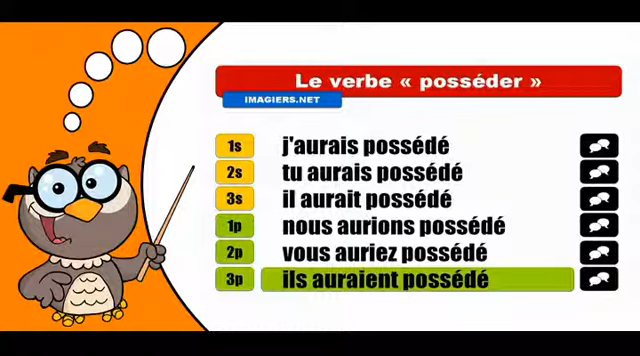 Le verbe « posséder »
IMAGIERS.NET
1s j'aurais possédé
2s tu aurais possédé
3s il aurait possédé
1p nous aurions possédé
2p vous auriez possédé
3p ils auraient possédé